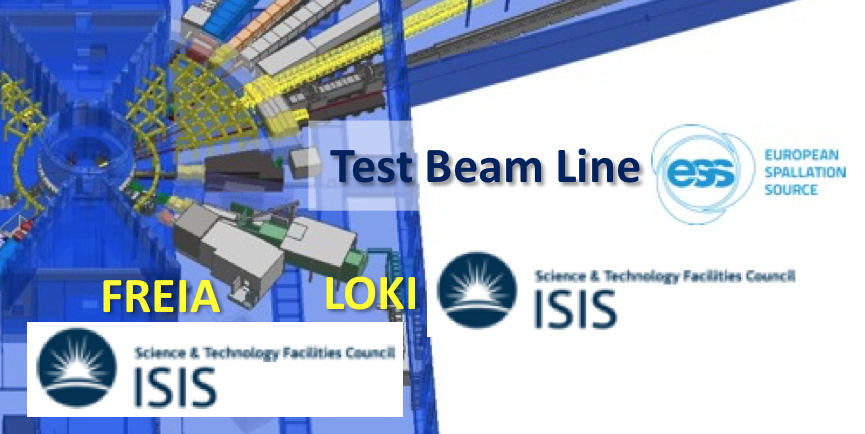 Test Beam Line
ess
EUROPEAN
SPALLATION
SOURCE
FREIA
LOKI
Science & Technology Facilities Council
ISIS
Science & Technology Facilities Council
ISIS